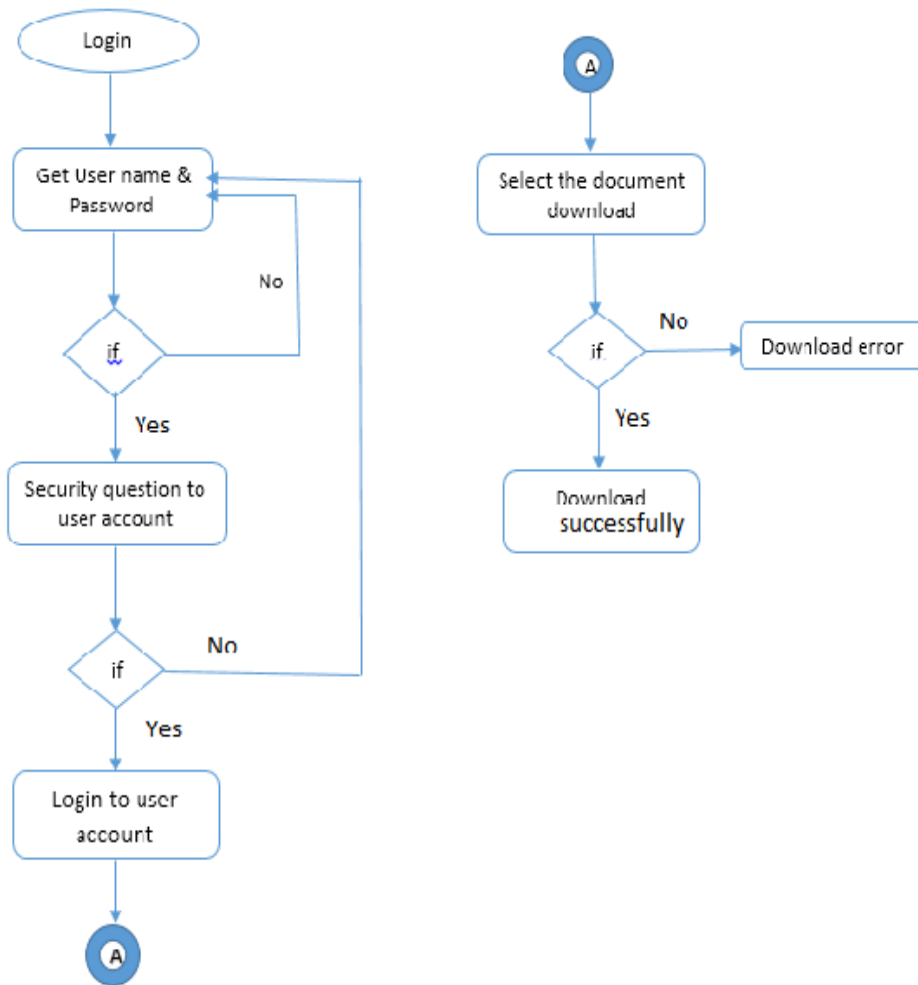 Login
Get User name &
Password
No
if
Yes
Security question to
user account
if
No
Yes
Login to user
account
A
A
Select the document
download
if
No
Download error
Yes
Download
successfully